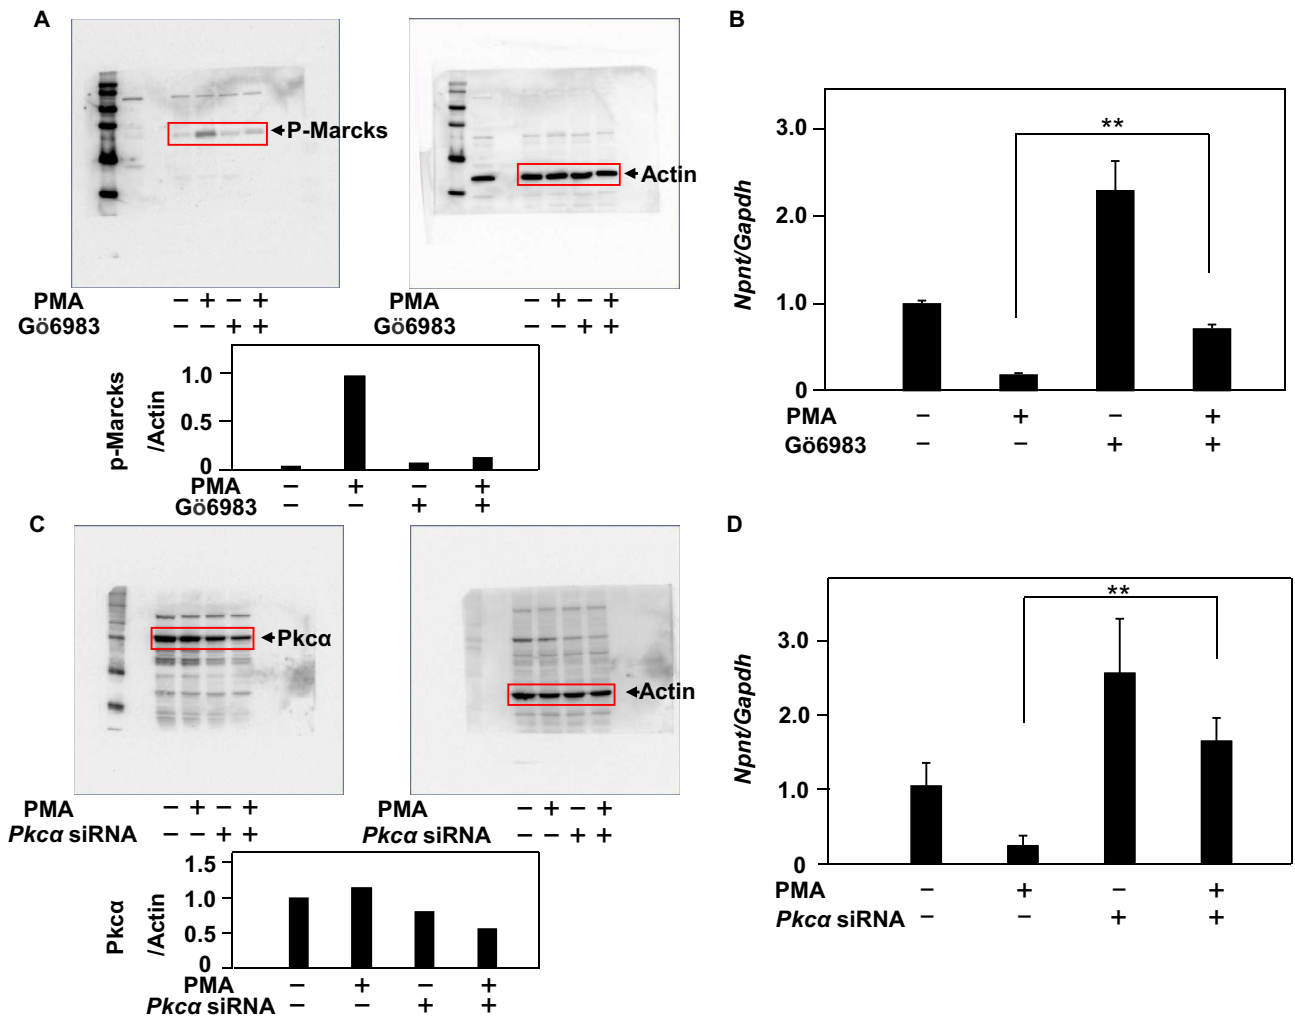 A
P-Marcks
Actin
PMA − + − +
Gö6983 − − + +
PMA − + − +
Gö6983 − − + +
p-Marcks
/Actin
1.0
0.5
0
PMA − + − +
Gö6983 − − + +
B
**
Npnt/Gapdh
3.0
2.0
1.0
0
PMA − + − +
Gö6983 − − + +
C
Pkcα
Actin
PMA − + − +
Pkcα siRNA − − + +
PMA − + − +
Pkcα siRNA − − + +
Pkcα
/Actin
1.5
1.0
0.5
0
PMA − + − +
Pkcα siRNA − − + +
D
**
Npnt/Gapdh
3.0
2.0
1.0
0
PMA − + − +
Pkcα siRNA − − + +